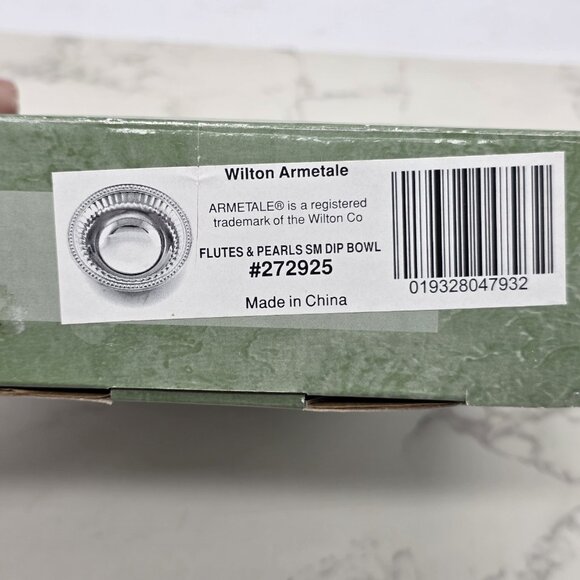 Wilton Armetale
ARMETALE® is a registered
trademark of the Wilton Co
FLUTES & PEARLS SM DIP BOWL
#272925
Made in China
019328047932